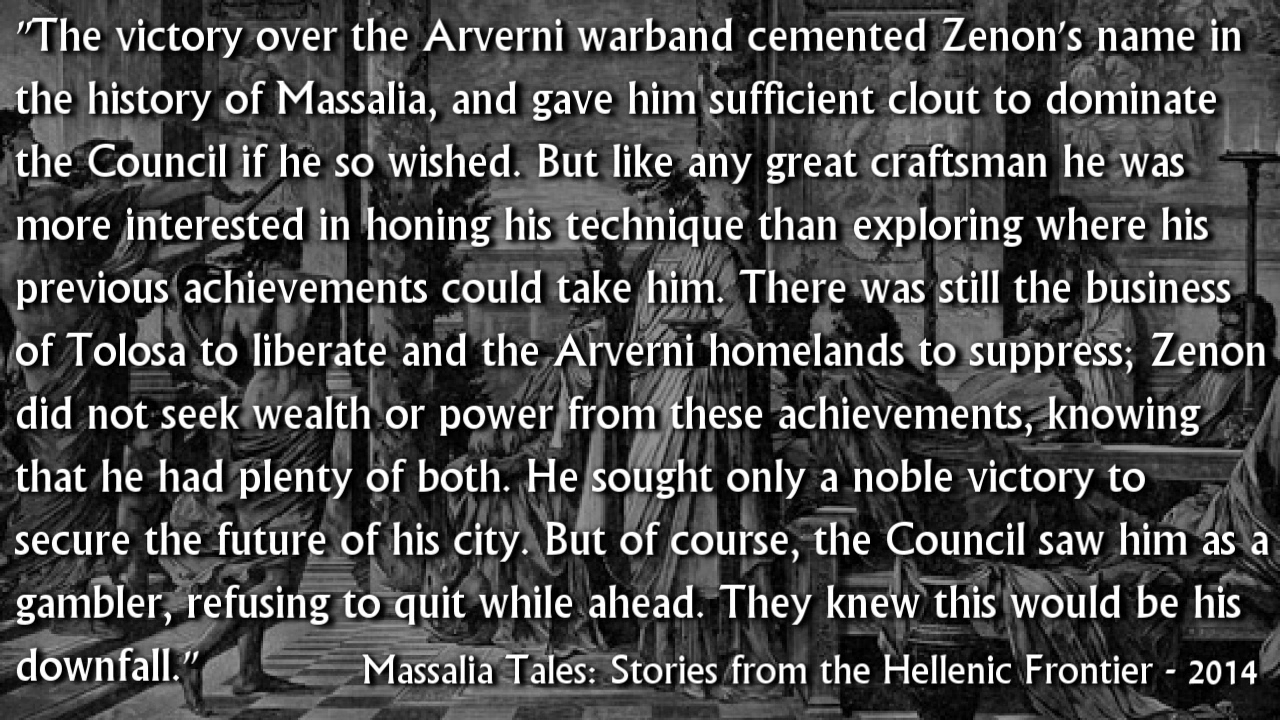 "The victory over the Arverni warband cemented Zenon's name in
the history of Massalia, and gave him sufficient clout to dominate
the Council if he so wished. But like any great craftsman he was
more interested in honing his technique than exploring where his
previous achievements could take him. There was still the business
of Tolosa to liberate and the Arverni homelands to suppress; Zenon
did not seek wealth or power from these achievements, knowing
that he had plenty of both. He sought only a noble victory to
secure the future of his city. But of course, the Council saw him as a
gambler, refusing to quit while ahead. They knew this would be his
downfall."
Massalia Tales: Stories from the Hellenic Frontier - 2014